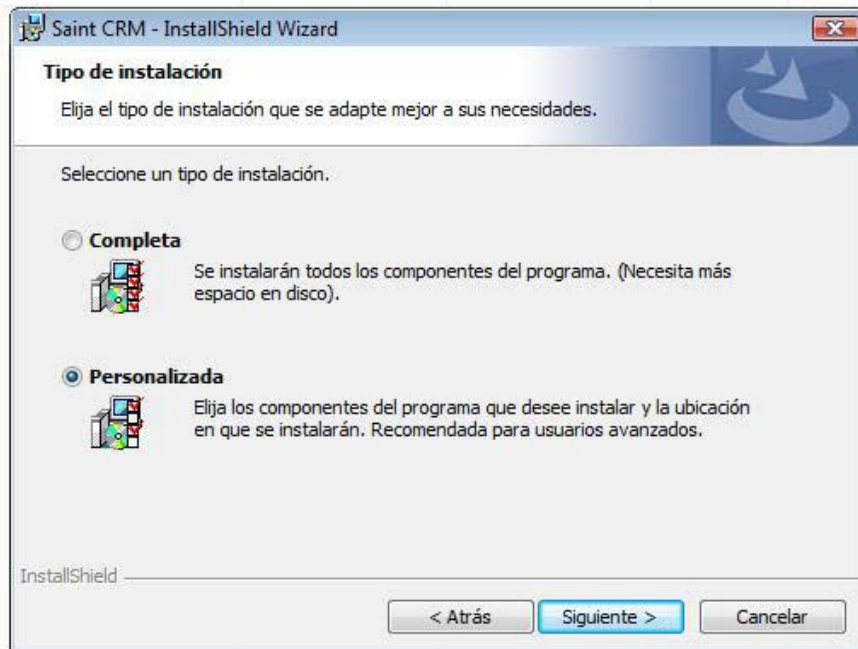 Saint CRM - InstallShield Wizard
Tipo de instalación
Elija el tipo de instalación que se adapte mejor a sus necesidades.
Seleccione un tipo de instalación.
Completa
Se instalarán todos los componentes del programa. (Necesita más
espacio en disco).
Personalizada
Elija los componentes del programa que desee instalar y la ubicación
en que se instalarán. Recomendada para usuarios avanzados.
InstallShield
< Atrás
Siguiente >
Cancelar